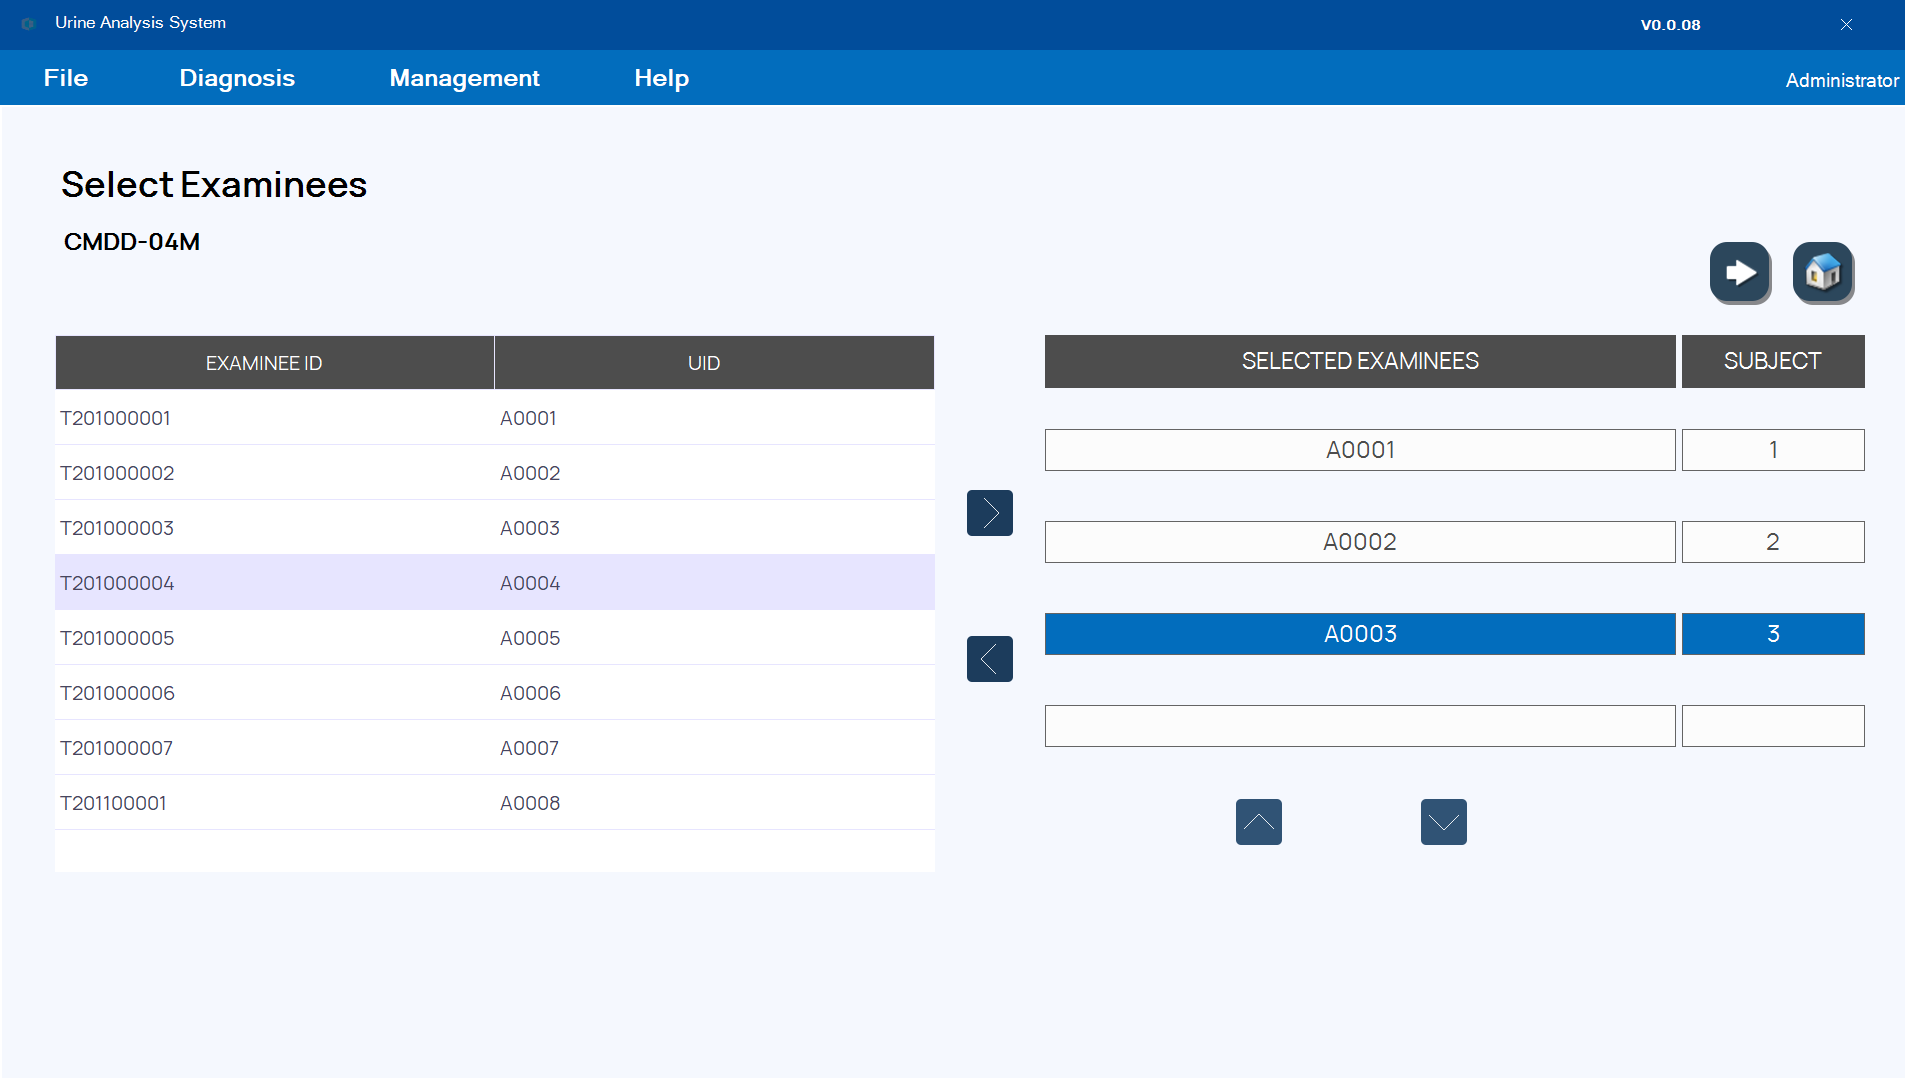 Urine Analysis System
V0.0.08
File Diagnosis Management Help
Administrator
Select Examinees
CMDD-04M
EXAMINEE ID UID
T201000001 A0001
T201000002 A0002
T201000003 A0003
T201000004 A0004
T201000005 A0005
T201000006 A0006
T201000007 A0007
T201100001 A0008
SELECTED EXAMINEES SUBJECT
A0001 1
A0002 2
A0003 3